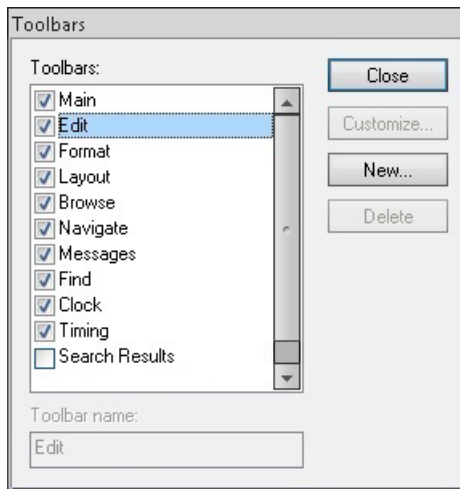 Toolbars
Toolbars:
Main
Edit
Format
Layout
Browse
Navigate
Messages
Find
Clock
Timing
Search Results
Close
Customize...
New...
Delete
Toolbar name:
Edit